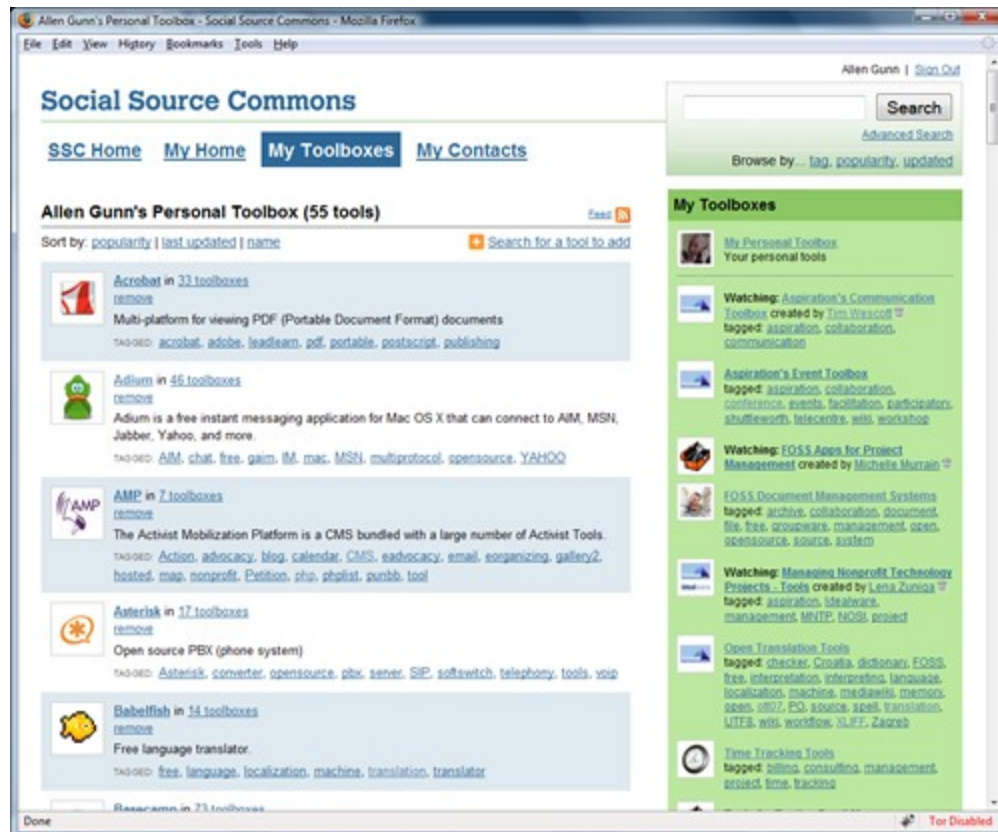 Allen Gunn's Personal Toolbox - Social Source Commons - Mozilla Firefox
File Edit View History Bookmarks Tools Help
Allen Gunn | Sign Out
Social Source Commons
Search
Advanced Search
Browse by... tag, popularity, updated
SSC Home My Home My Toolboxes My Contacts
Allen Gunn's Personal Toolbox (55 tools)
Feed
Sort by: popularity | last updated | name
Search for a tool to add
Acrobat in 33 toolboxes
remove
Multi-platform for viewing PDF (Portable Document Format) documents
TAGGED: acrobat, adobe, leadlearn, pdf, portable, postscript, publishing
Adium in 46 toolboxes
remove
Adium is a free instant messaging application for Mac OS X that can connect to AIM, MSN,
Jabber, Yahoo, and more.
TAGGED: AIM, chat, free, gaim, IM, mac, MSN, multiprotocol, opensource, YAHOO
AMP
AMP in 7 toolboxes
remove
The Activist Mobilization Platform is a CMS bundled with a large number of Activist Tools.
TAGGED: Action, advocacy, blog, calendar, CMS, eadvocacy, email, eorganizing, gallery2,
hosted, map, nonprofit, Petition, php, phplist, punbb, tool
Asterisk in 17 toolboxes
remove
Open source PBX (phone system)
TAGGED: Asterisk, converter, opensource, pbx, server, SIP, softswitch, telephony, tools, voip
Babelfish in 14 toolboxes
remove
Free language translator.
TAGGED: free, language, localization, machine, translation, translator
Basecamp in 73 toolboxes
My Toolboxes
My Personal Toolbox
Your personal tools
Watching: Aspiration's Communication
Toolbox created by Tim Wescott
tagged: aspiration, collaboration,
communication
Aspiration's Event Toolbox
tagged: aspiration, collaboration,
conference, events, facilitation, participatory,
shuttleworth, telecentre, wiki, workshop
Watching: FOSS Apps for Project
Management created by Michelle Murrain
FOSS Document Management Systems
tagged: archive, collaboration, document,
file, free, groupware, management, open,
opensource, source, system
Watching: Managing Nonprofit Technology
Projects - Tools created by Lena Zuniga
tagged: aspiration, Idealware,
management, MNTP, NOSI, project
Open Translation Tools
tagged: checker, Croatia, dictionary, FOSS,
free, interpretation, interpreting, language,
localization, machine, mediawiki, memory,
open, ott07, PO, source, spell, translation,
UTF8, wiki, workflow, XLIFF, Zagreb
Time Tracking Tools
tagged: billing, consulting, management,
project, time, tracking
Done
Tor Disabled